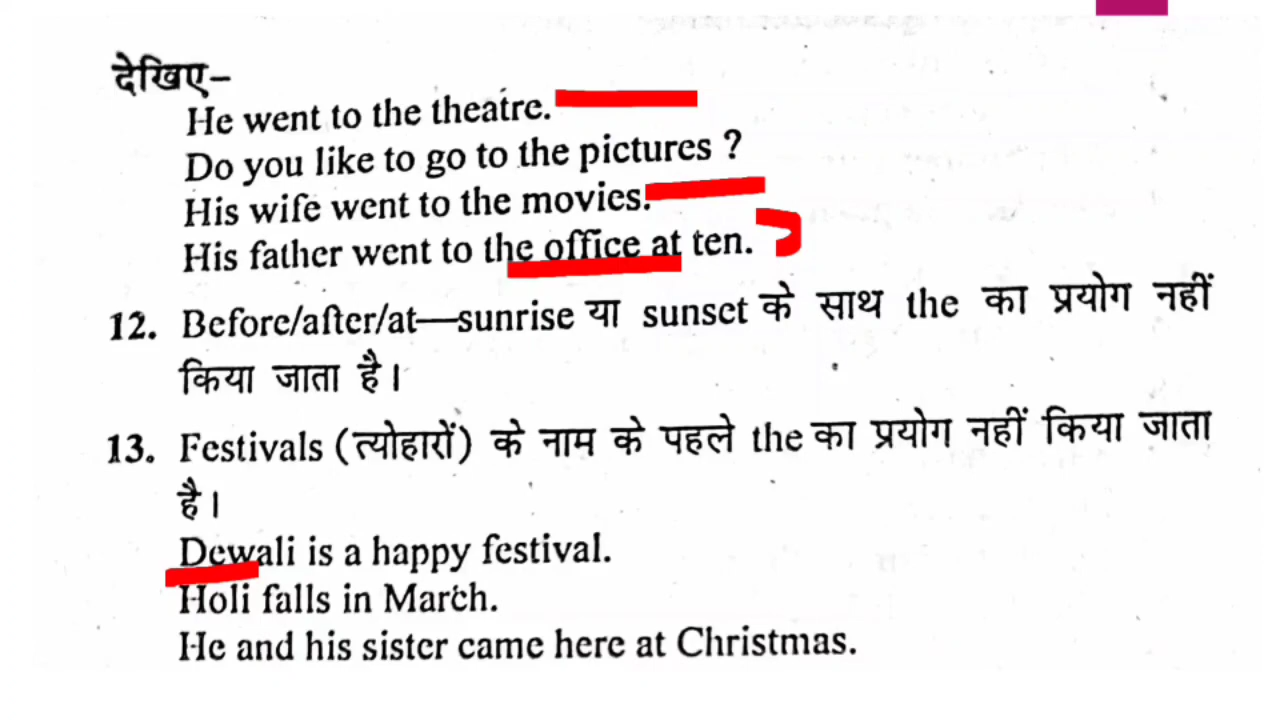 देखिए–
He went to the theatre.
Do you like to go to the pictures ?
His wife went to the movies.
His father went to the office at ten.
12. Before/after/at—sunrise या sunset के साथ the का प्रयोग नहीं
किया जाता है।
13. Festivals (त्योहारों) के नाम के पहले the का प्रयोग नहीं किया जाता
है।
Dewali is a happy festival.
Holi falls in March.
He and his sister came here at Christmas.